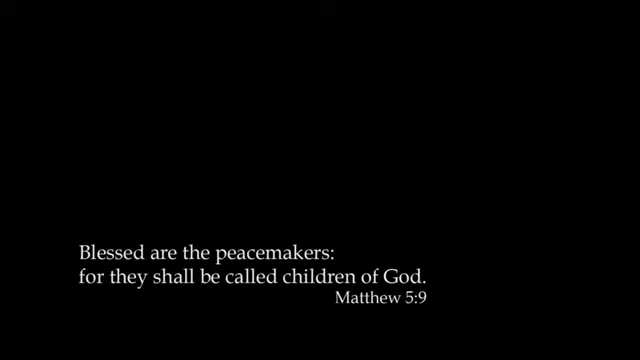 Blessed are the peacemakers:
for they shall be called children of God.
Matthew 5:9